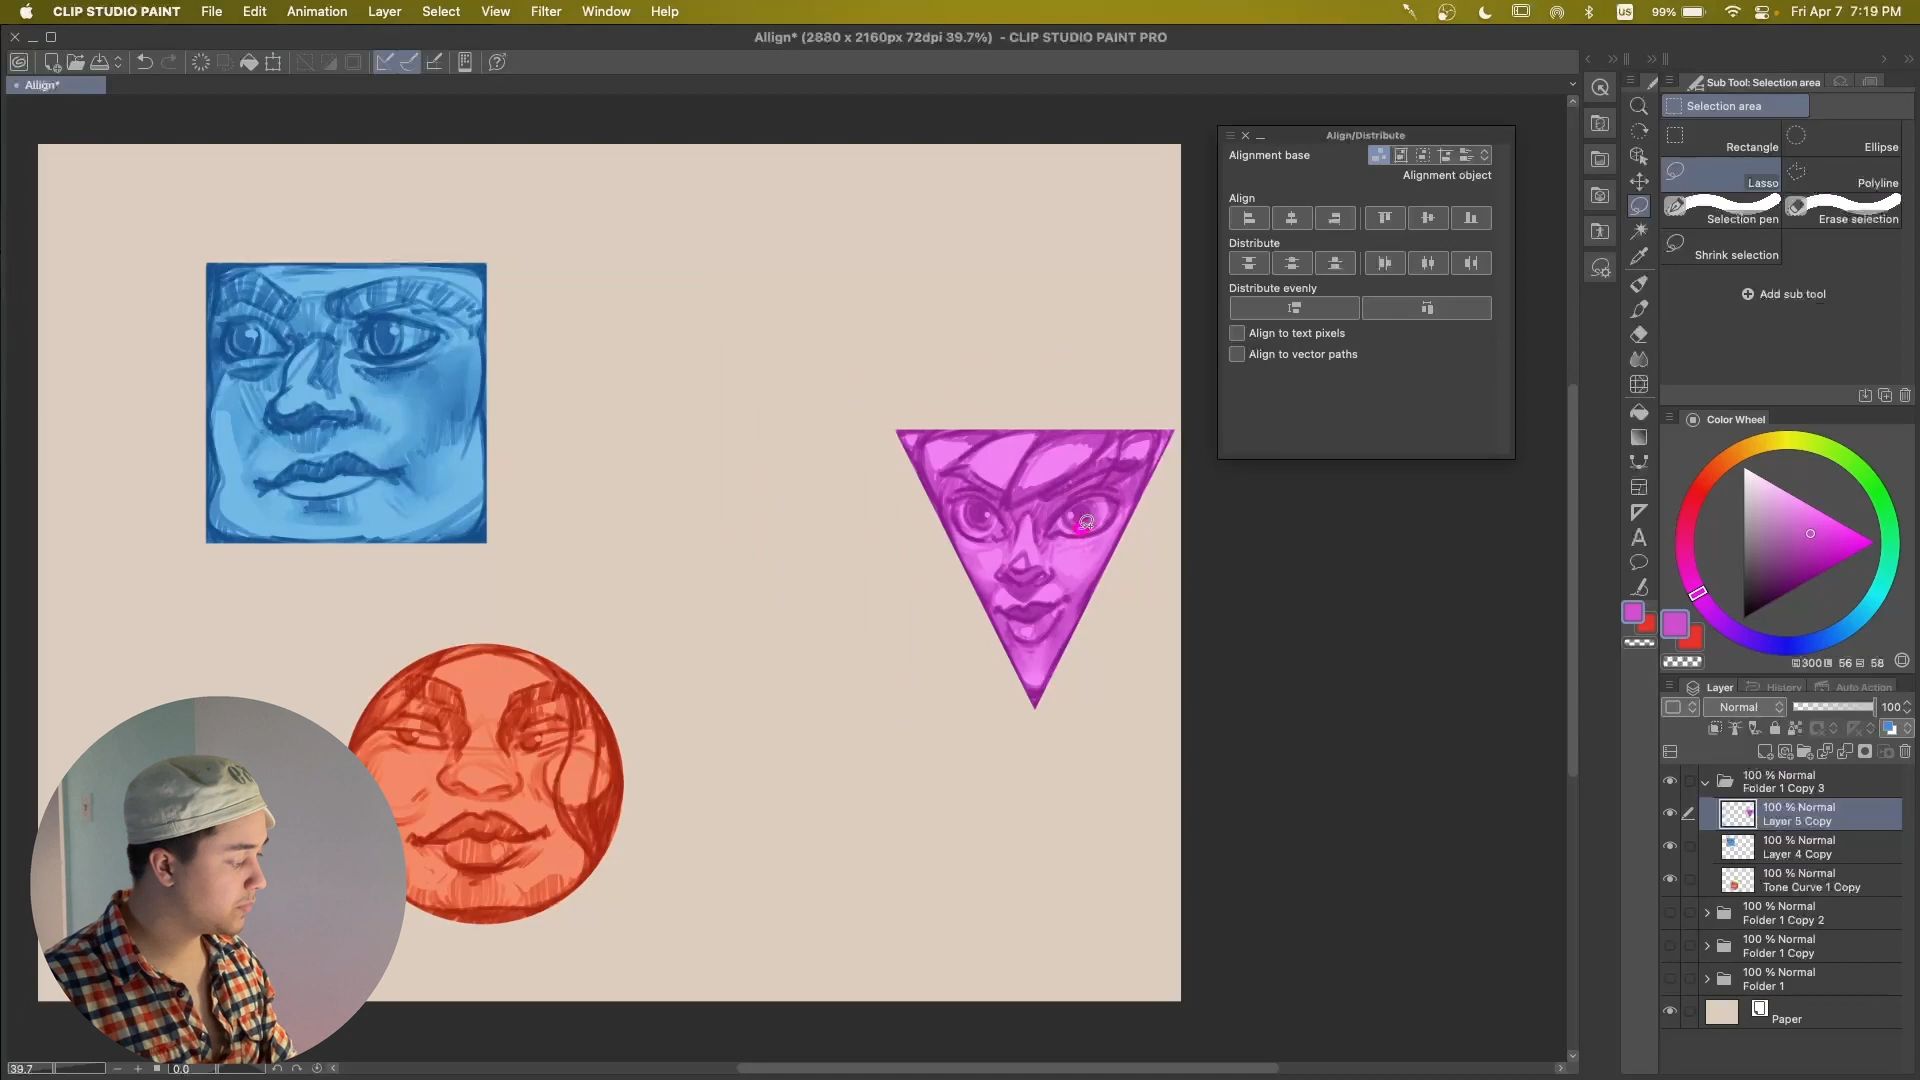 CLIP STUDIO PAINT File Edit Animation Layer Select View Filter Window Help
US 99% Fri Apr 7 7:19 PM
Allign* (2880 x 2160px 72dpi 39.7%) - CLIP STUDIO PAINT PRO
Allign*
Align/Distribute
Alignment base
Alignment object
Align
Distribute
Distribute evenly
Align to text pixels
Align to vector paths
Sub Tool: Selection area
Selection area
Rectangle Ellipse
Lasso Polyline
Selection pen Erase selection
Shrink selection
Add sub tool
Color Wheel
300 56 58
Layer History Auto Action
Normal 100
100 % Normal
Folder 1 Copy 3
100 % Normal
Layer 5 Copy
100 % Normal
Layer 4 Copy
100 % Normal
Tone Curve 1 Copy
100 % Normal
Folder 1 Copy 2
100 % Normal
Folder 1 Copy
100 % Normal
Folder 1
Paper
39.7 0.0